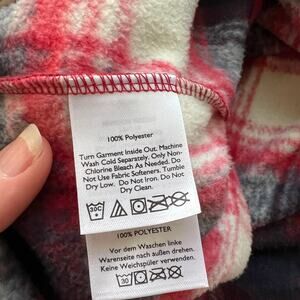 100% Polyester
Turn Garment Inside Out. Machine
Wash Cold Separately. Only Non-
Chlorine Bleach As Needed. Do
Not Use Fabric Softeners. Tumble
Dry Low. Do Not Iron. Do Not
Dry Clean.
30C
100% POLYESTER
Vor dem Waschen linke
Warenseite nach außen drehen.
Keine Weichspüler verwenden.
30